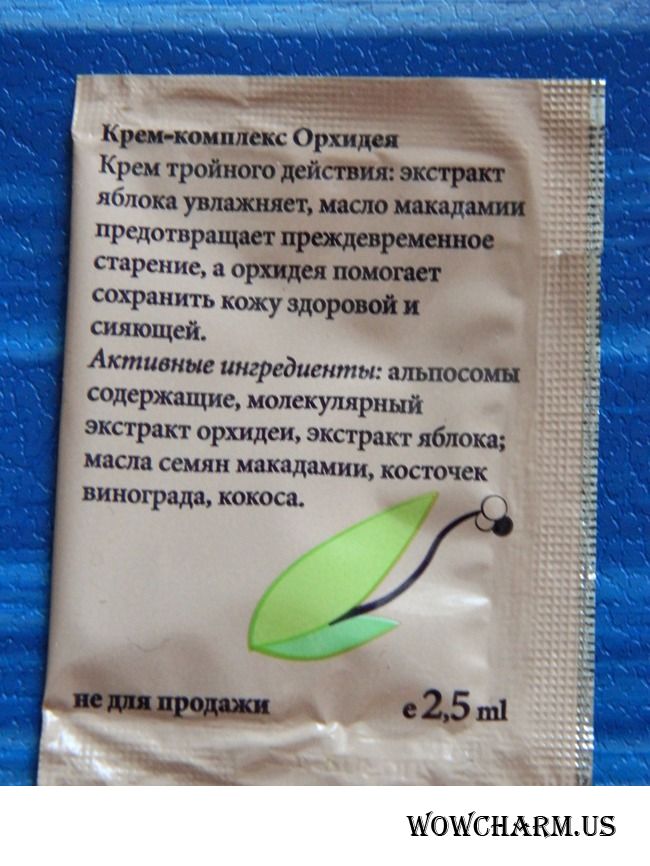 Крем-комплекс Орхидея
Крем тройного действия: экстракт
яблока увлажняет, масло макадамии
предотвращает преждевременное
старение, а орхидея помогает
сохранить кожу здоровой и
сияющей.
Активные ингредиенты: альпосомы
содержащие, молекулярный
экстракт орхидеи, экстракт яблока;
масла семян макадамии, косточек
винограда, кокоса.
не для продажи
е 2,5 ml
WOWCHARM.US